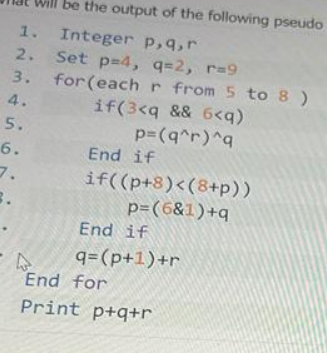 will be the output of the following pseudo
1. Integer p,q,r
2. Set p=4, q=2, r=9
3. for(each r from 5 to 8 )
4. if(3<q && 6<q)
5. p=(q^r)^q
6. End if
7. if((p+8)<(8+p))
p=(6&1)+q
End if
q=(p+1)+r
End for
Print p+q+r